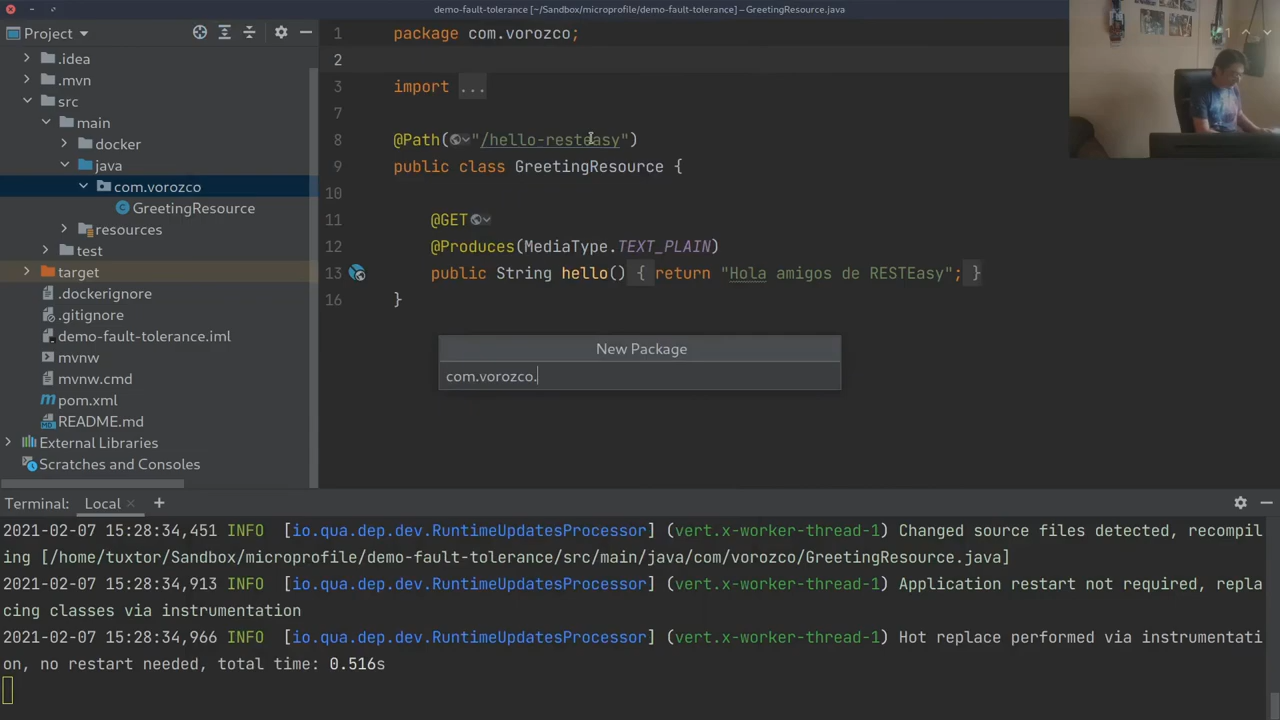 demo-fault-tolerance [~/Sandbox/microprofile/demo-fault-tolerance] – GreetingResource.java
Project
.idea
.mvn
src
main
docker
java
com.vorozco
GreetingResource
resources
test
target
.dockerignore
.gitignore
demo-fault-tolerance.iml
mvnw
mvnw.cmd
pom.xml
README.md
External Libraries
Scratches and Consoles
1 package com.vorozco;
2
3 import ...
7
8 @Path("/hello-resteasy")
9 public class GreetingResource {
10
11 @GET
12 @Produces(MediaType.TEXT_PLAIN)
13 public String hello() { return "Hola amigos de RESTEasy"; }
16 }
1
New Package
com.vorozco.
Terminal: Local
2021-02-07 15:28:34,451 INFO [io.qua.dep.dev.RuntimeUpdatesProcessor] (vert.x-worker-thread-1) Changed source files detected, recompil
ing [/home/tuxtor/Sandbox/microprofile/demo-fault-tolerance/src/main/java/com/vorozco/GreetingResource.java]
2021-02-07 15:28:34,913 INFO [io.qua.dep.dev.RuntimeUpdatesProcessor] (vert.x-worker-thread-1) Application restart not required, repla
cing classes via instrumentation
2021-02-07 15:28:34,966 INFO [io.qua.dep.dev.RuntimeUpdatesProcessor] (vert.x-worker-thread-1) Hot replace performed via instrumentati
on, no restart needed, total time: 0.516s